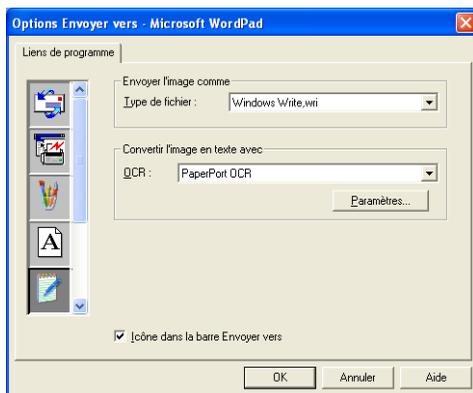 Options Envoyer vers - Microsoft WordPad
Liens de programme
Envoyer l'image comme
Type de fichier :
Windows Write,wri
Convertir l'image en texte avec
OCR :
PaperPort OCR
Paramètres...
A
Icône dans la barre Envoyer vers
OK
Annuler
Aide